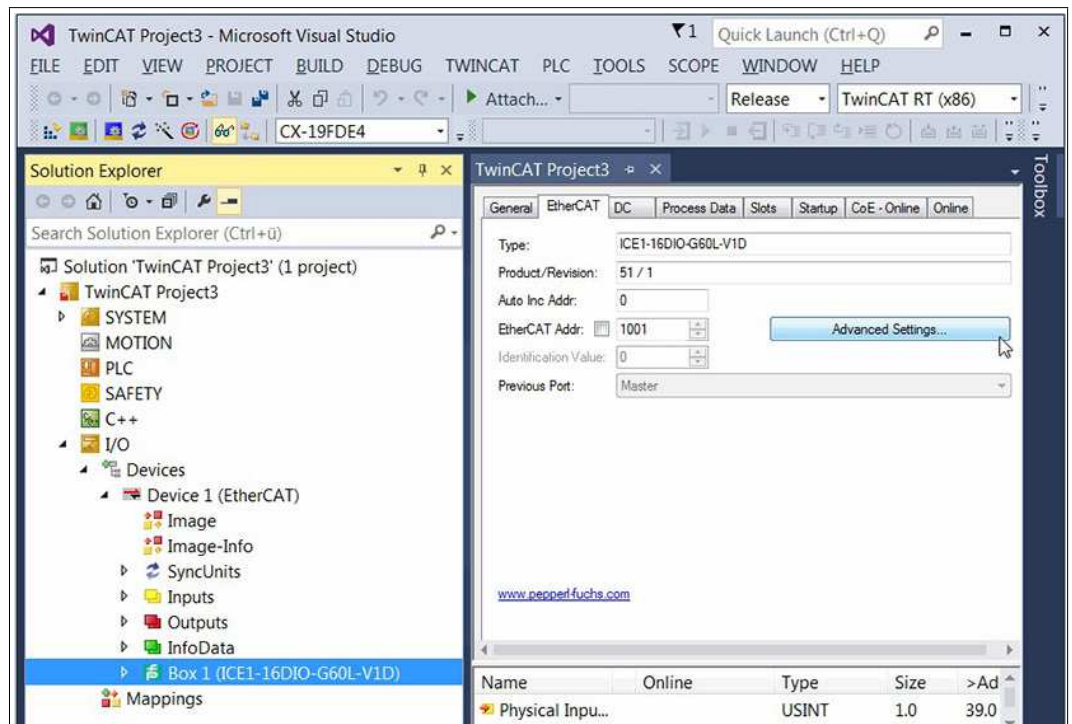 TwinCAT Project3 - Microsoft Visual Studio
1
Quick Launch (Ctrl+Q)
FILE EDIT VIEW PROJECT BUILD DEBUG TWINCAT PLC TOOLS SCOPE WINDOW HELP
Attach... Release TwinCAT RT (x86)
CX-19FDE4
Solution Explorer
Search Solution Explorer (Ctrl+ü)
Solution 'TwinCAT Project3' (1 project)
TwinCAT Project3
SYSTEM
MOTION
PLC
SAFETY
C++
I/O
Devices
Device 1 (EtherCAT)
Image
Image-Info
SyncUnits
Inputs
Outputs
InfoData
Box 1 (ICE1-16DIO-G60L-V1D)
Mappings
TwinCAT Project3
General EtherCAT DC Process Data Slots Startup CoE - Online Online
Type: ICE1-16DIO-G60L-V1D
Product/Revision: 51 / 1
Auto Inc Addr: 0
EtherCAT Addr: 1001 Advanced Settings...
Identification Value: 0
Previous Port: Master
www.pepperl-fuchs.com
Name Online Type Size >Ad
Physical Inpu... USINT 1.0 39.0
Toolbox